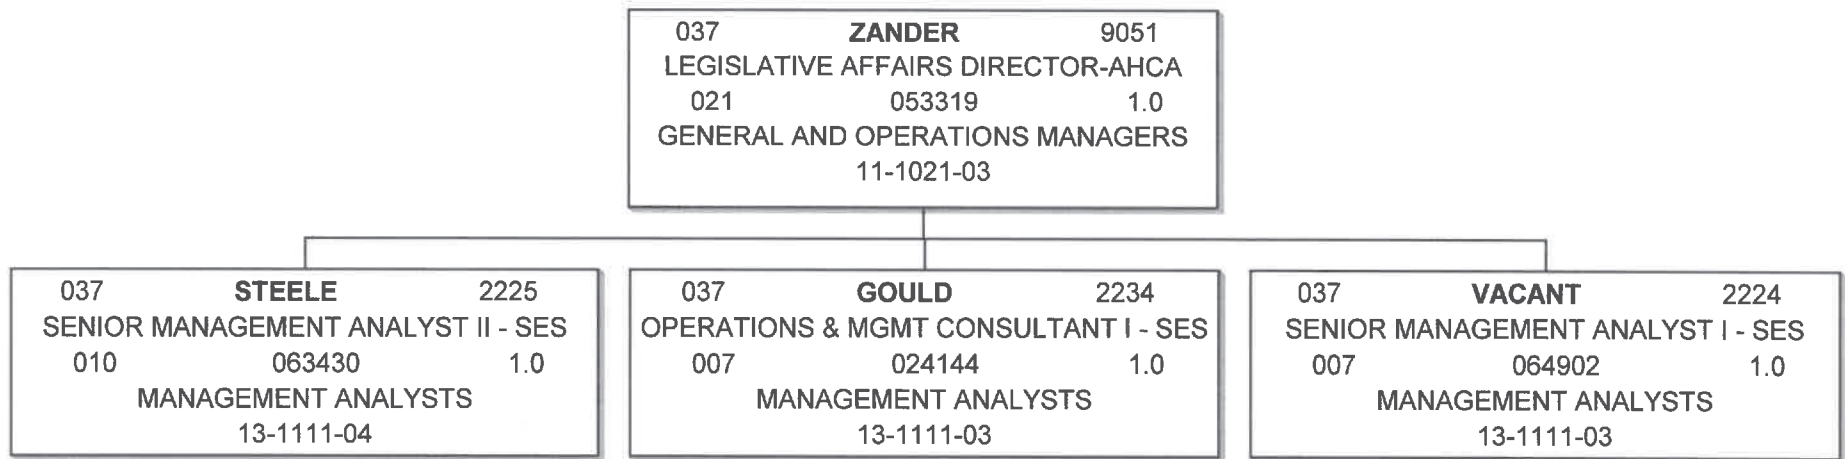 037 ZANDER 9051
LEGISLATIVE AFFAIRS DIRECTOR-AHCA
021 053319 1.0
GENERAL AND OPERATIONS MANAGERS
11-1021-03
037 STEELE 2225
SENIOR MANAGEMENT ANALYST II - SES
010 063430 1.0
MANAGEMENT ANALYSTS
13-1111-04
037 GOULD 2234
OPERATIONS & MGMT CONSULTANT I - SES
007 024144 1.0
MANAGEMENT ANALYSTS
13-1111-03
037 VACANT 2224
SENIOR MANAGEMENT ANALYST I - SES
007 064902 1.0
MANAGEMENT ANALYSTS
13-1111-03